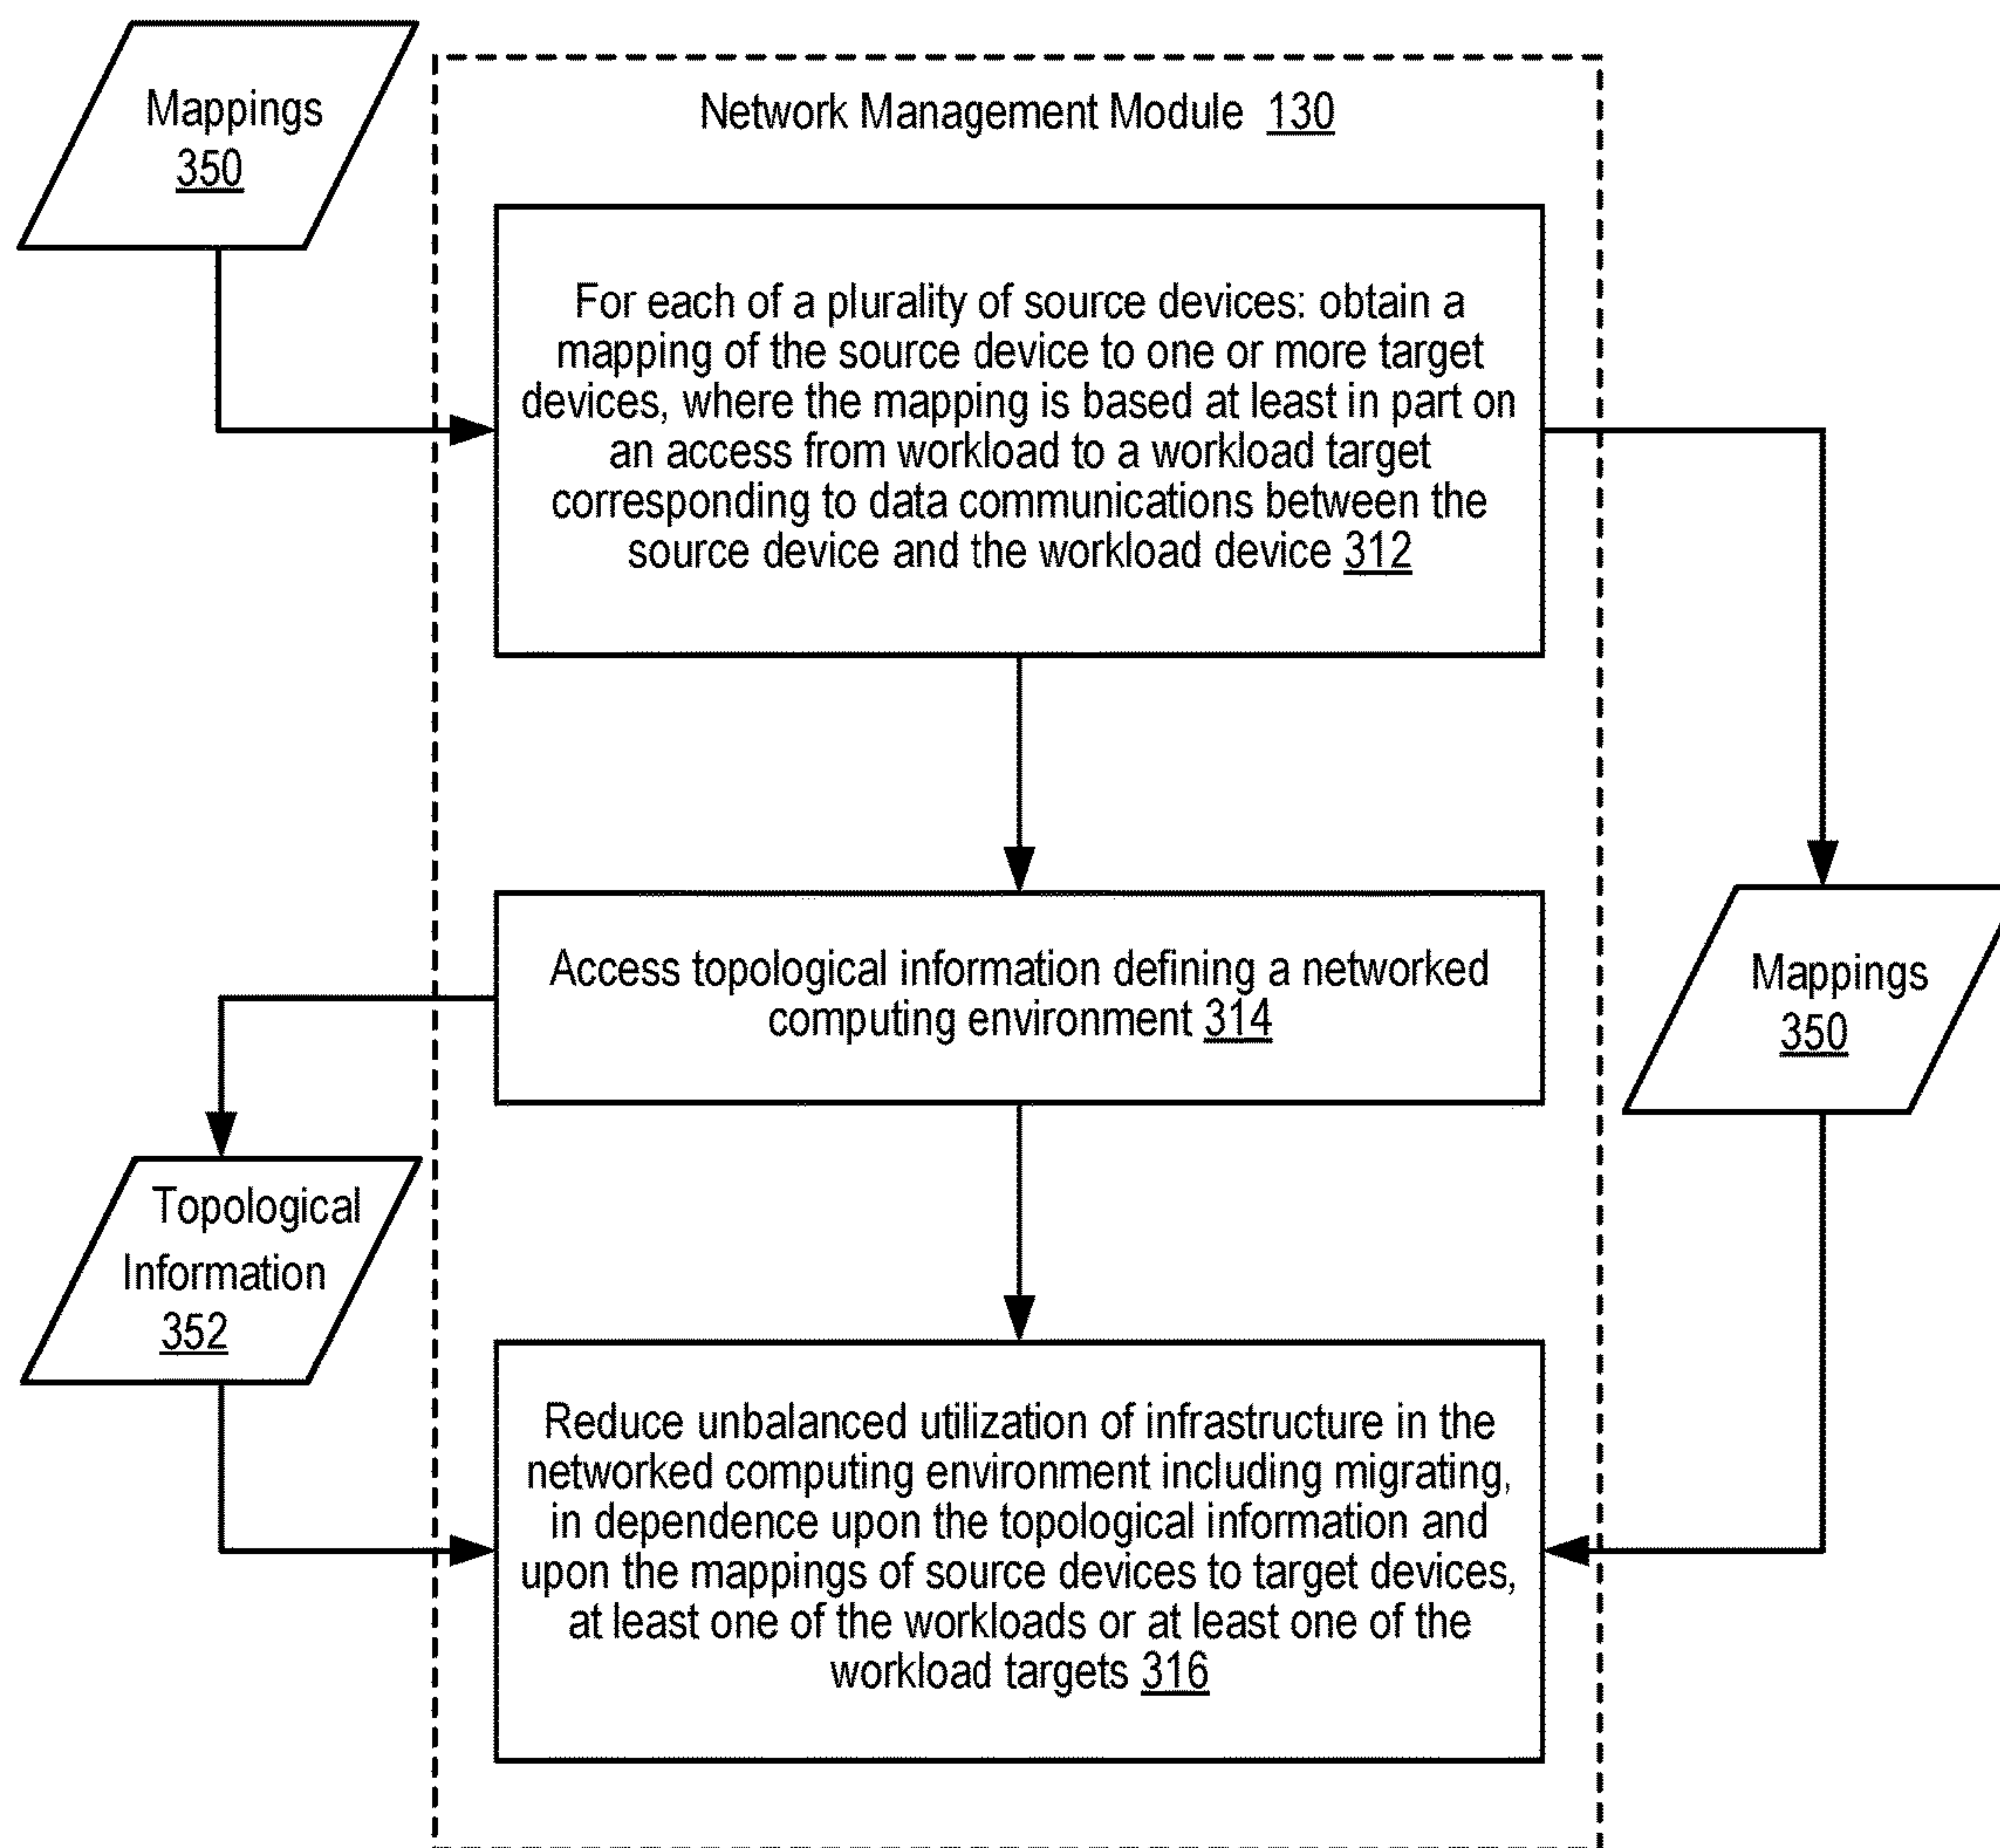 Mappings
350
Network Management Module 130
For each of a plurality of source devices: obtain a
mapping of the source device to one or more target
devices, where the mapping is based at least in part on
an access from workload to a workload target
corresponding to data communications between the
source device and the workload device 312
Access topological information defining a networked
computing environment 314
Mappings
350
Topological
Information
352
Reduce unbalanced utilization of infrastructure in the
networked computing environment including migrating,
in dependence upon the topological information and
upon the mappings of source devices to target devices,
at least one of the workloads or at least one of the
workload targets 316